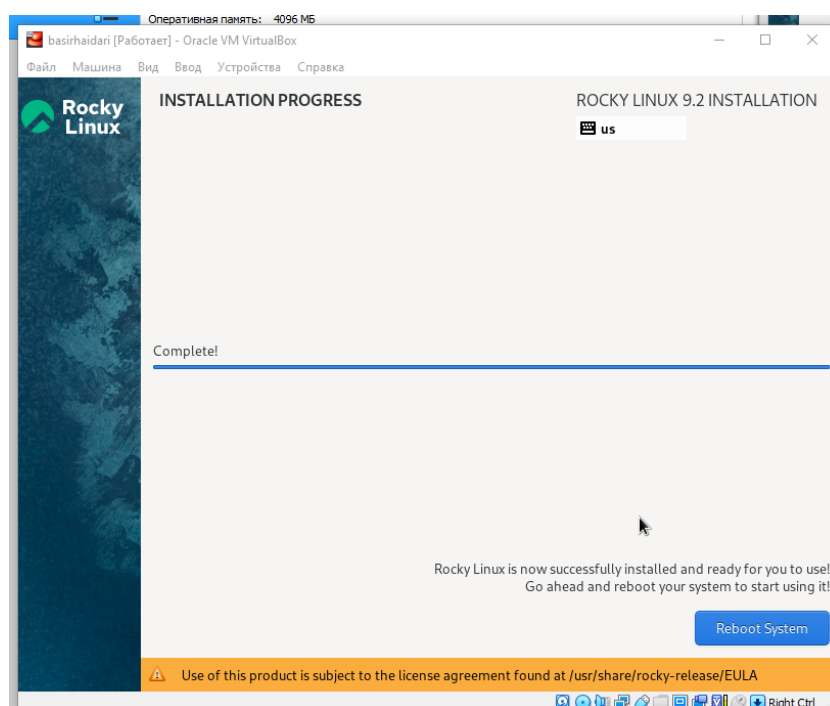 Оперативная память: 4096 МБ
basirhaidari [Работает] - Oracle VM VirtualBox
Файл Машина Вид Ввод Устройства Справка
Rocky
Linux
INSTALLATION PROGRESS
ROCKY LINUX 9.2 INSTALLATION
us
Complete!
Rocky Linux is now successfully installed and ready for you to use!
Go ahead and reboot your system to start using it!
Reboot System
Use of this product is subject to the license agreement found at /usr/share/rocky-release/EULA
Right Ctrl